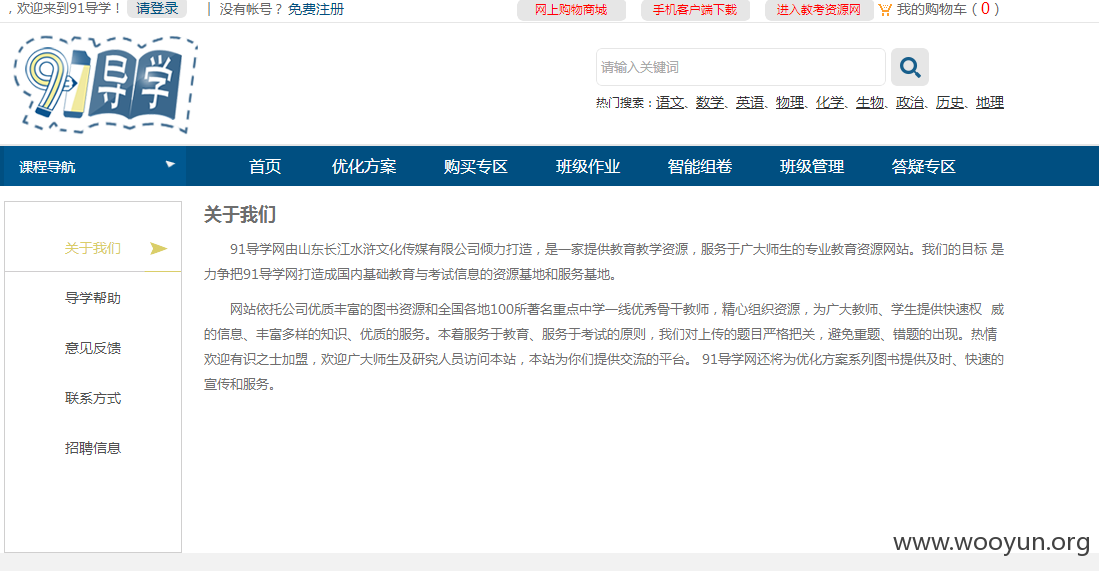 ，欢迎来到91导学！ 请登录 | 没有帐号？ 免费注册 网上购物商城 手机客户端下载 进入教考资源网 我的购物车（ 0 ）
91导学
请输入关键词
热门搜索：语文、数学、英语、物理、化学、生物、政治、历史、地理
课程导航 首页 优化方案 购买专区 班级作业 智能组卷 班级管理 答疑专区
关于我们
导学帮助
意见反馈
联系方式
招聘信息
关于我们
91导学网由山东长江水浒文化传媒有限公司倾力打造，是一家提供教育教学资源，服务于广大师生的专业教育资源网站。我们的目标 是
力争把91导学网打造成国内基础教育与考试信息的资源基地和服务基地。
网站依托公司优质丰富的图书资源和全国各地100所著名重点中学一线优秀骨干教师，精心组织资源，为广大教师、学生提供快速权 威
的信息、丰富多样的知识、优质的服务。本着服务于教育、服务于考试的原则，我们对上传的题目严格把关，避免重题、错题的出现。热情
欢迎有识之士加盟，欢迎广大师生及研究人员访问本站，本站为你们提供交流的平台。 91导学网还将为优化方案系列图书提供及时、快速的
宣传和服务。
www.wooyun.org